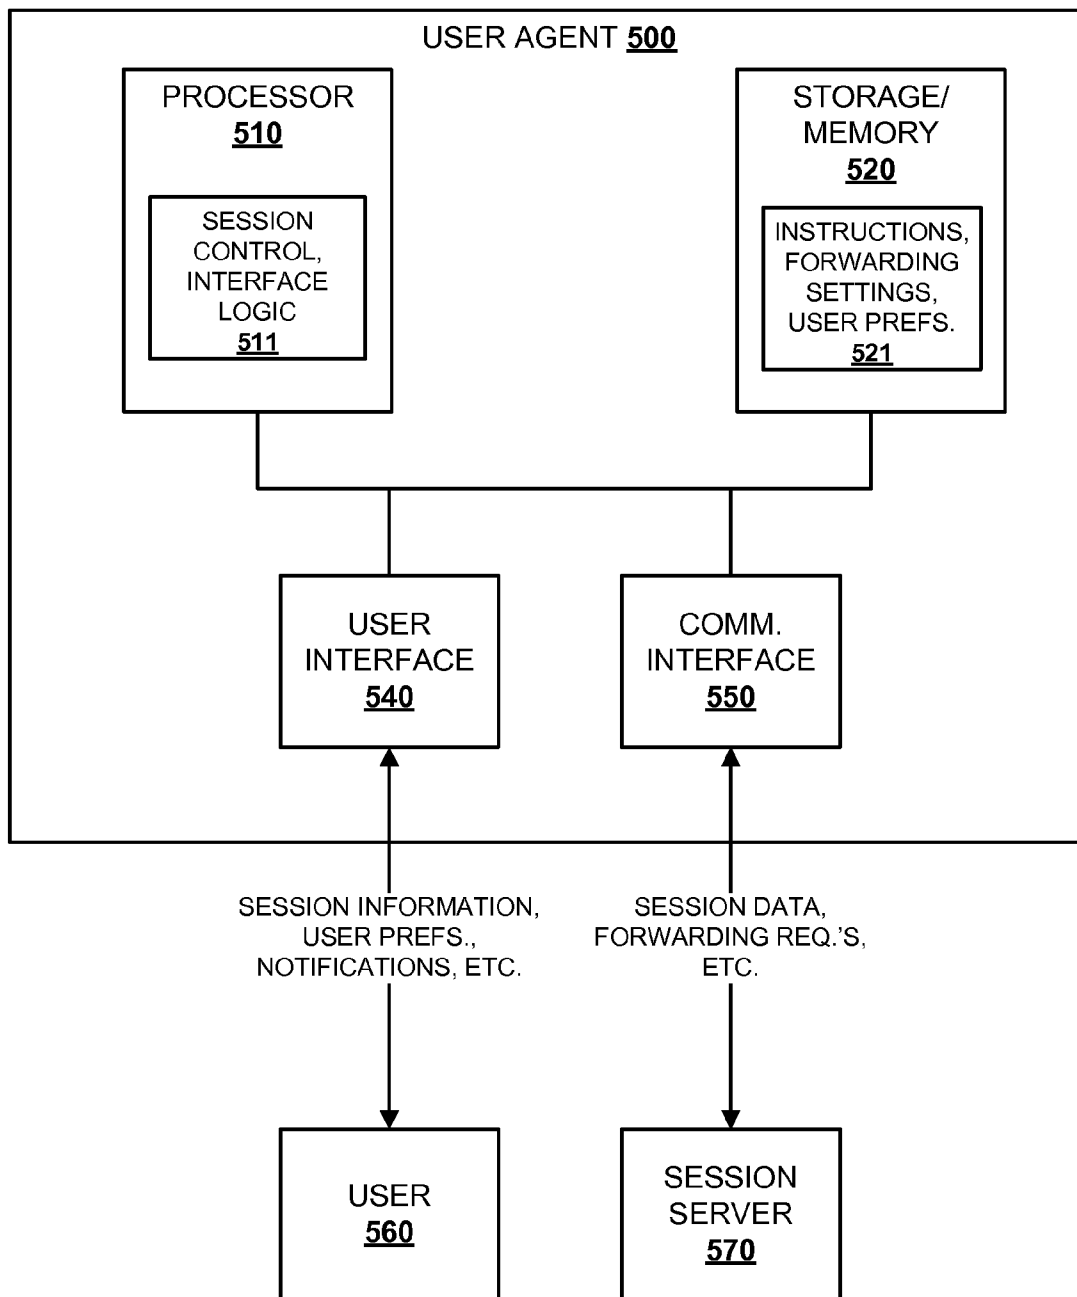 USER AGENT 500
PROCESSOR
510
SESSION
CONTROL,
INTERFACE
LOGIC
511
STORAGE/
MEMORY
520
INSTRUCTIONS,
FORWARDING
SETTINGS,
USER PREFS.
521
USER
INTERFACE
540
COMM.
INTERFACE
550
SESSION INFORMATION,
USER PREFS.,
NOTIFICATIONS, ETC.
SESSION DATA,
FORWARDING REQ.'S,
ETC.
USER
560
SESSION
SERVER
570